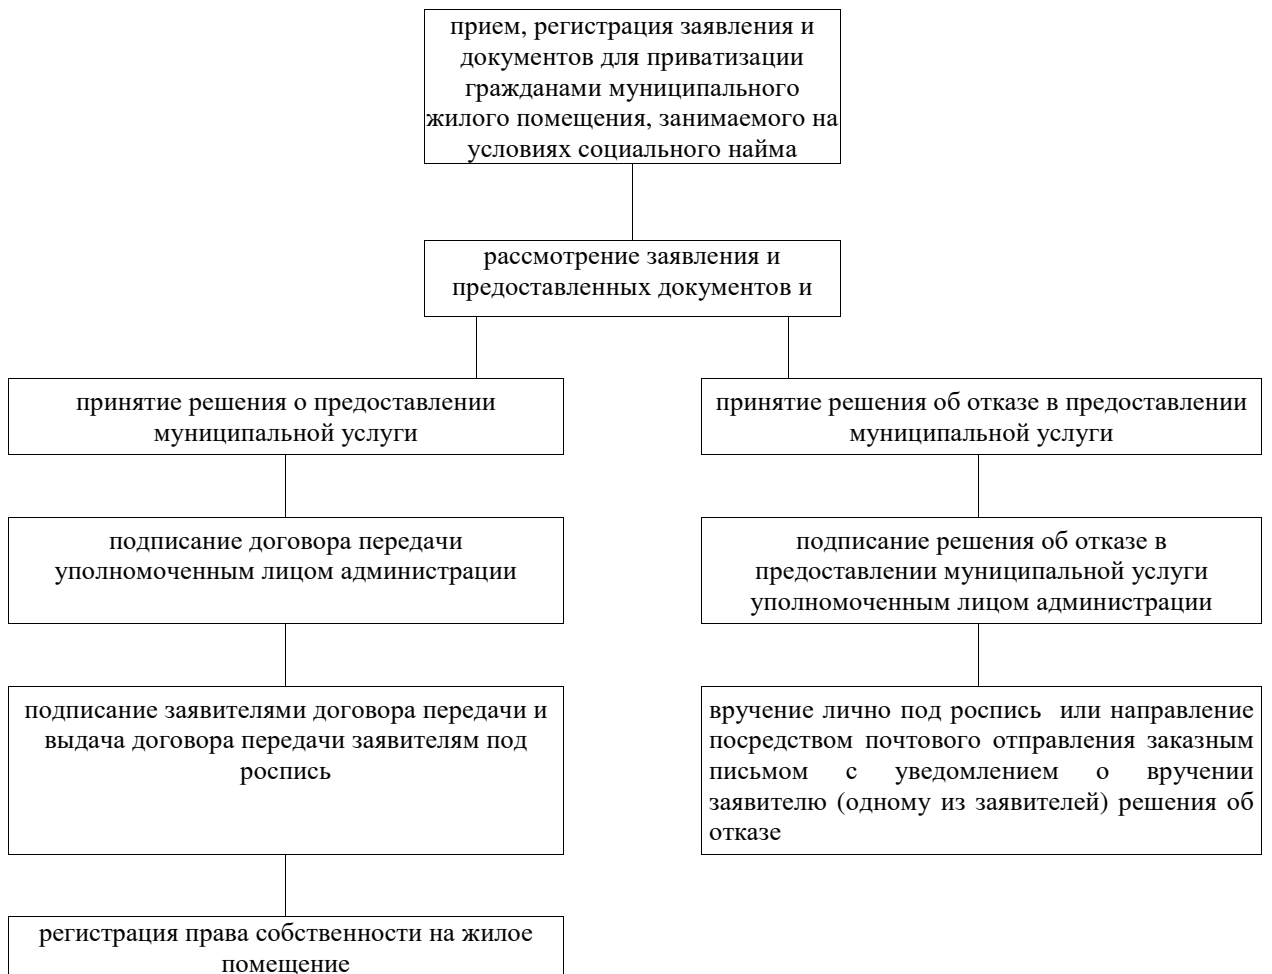 прием, регистрация заявления и
документов для приватизации
гражданами муниципального
жилого помещения, занимаемого на
условиях социального найма
рассмотрение заявления и
предоставленных документов и
принятие решения о предоставлении
муниципальной услуги
принятие решения об отказе в предоставлении
муниципальной услуги
подписание договора передачи
уполномоченным лицом администрации
подписание решения об отказе в
предоставлении муниципальной услуги
уполномоченным лицом администрации
подписание заявителями договора передачи и
выдача договора передачи заявителям под
роспись
вручение лично под роспись или направление
посредством почтового отправления заказным
письмом с уведомлением о вручении
заявителю (одному из заявителей) решения об
отказе
регистрация права собственности на жилое
помещение